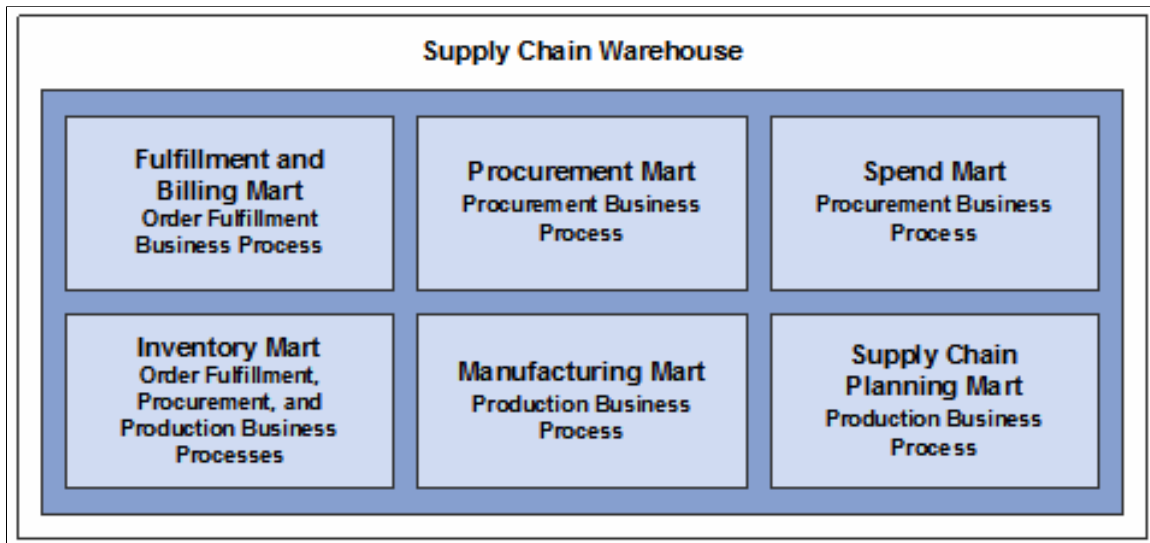 Supply Chain Warehouse
Fulfillment and
Billing Mart
Order Fulfillment
Business Process
Procurement Mart
Procurement Business
Process
Spend Mart
Procurement Business
Process
Inventory Mart
Order Fulfillment,
Procurement, and
Production Business
Processes
Manufacturing Mart
Production Business
Process
Supply Chain
Planning Mart
Production Business
Process